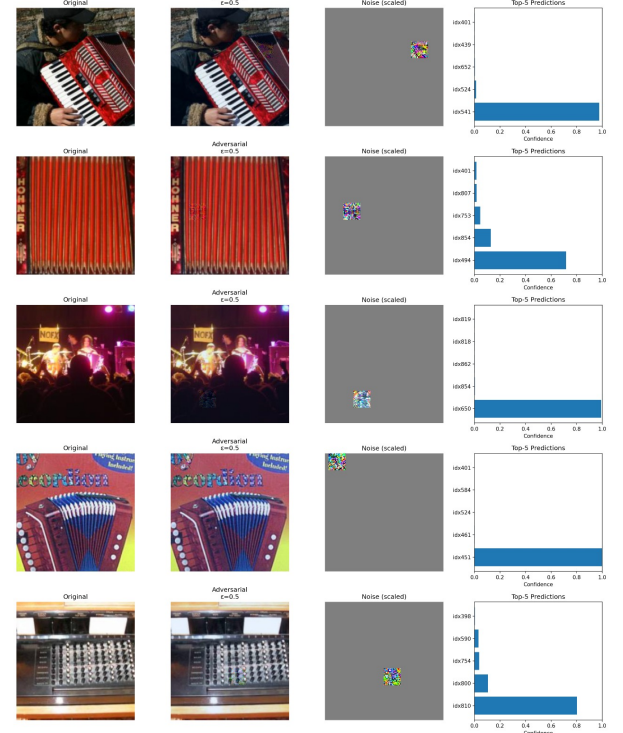 Original
ε=0.5
Noise (scaled)
Top-5 Predictions
idx401
idx439
idx652
idx524
idx541
0.0 0.2 0.4 0.6 0.8 1.0
Confidence
Original
Adversarial
ε=0.5
Noise (scaled)
Top-5 Predictions
HOHNER
HOHNER
idx401
idx807
idx753
idx854
idx494
0.0 0.2 0.4 0.6 0.8 1.0
Confidence
Original
Adversarial
ε=0.5
Noise (scaled)
Top-5 Predictions
NOFX
NOFX
idx819
idx818
idx862
idx854
idx650
0.0 0.2 0.4 0.6 0.8 1.0
Confidence
Original
Adversarial
ε=0.5
Noise (scaled)
Top-5 Predictions
Included!
Included!
idx401
idx584
idx524
idx461
idx451
0.0 0.2 0.4 0.6 0.8 1.0
Confidence
Original
Adversarial
ε=0.5
Noise (scaled)
Top-5 Predictions
idx398
idx590
idx754
idx800
idx810
0.0 0.2 0.4 0.6 0.8 1.0